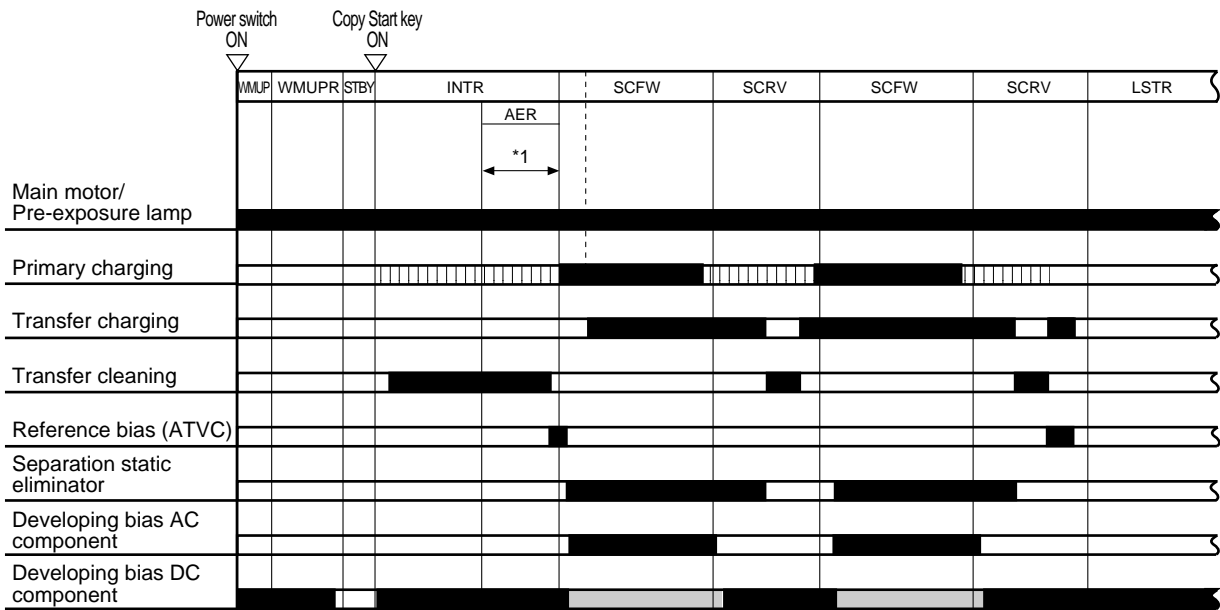 Power switch
ON
Copy Start key
ON
WMUP WMUPR STBY INTR SCFW SCRV SCFW SCRV LSTR
AER
*1
Main motor/
Pre-exposure lamp
Primary charging
Transfer charging
Transfer cleaning
Reference bias (ATVC)
Separation static
eliminator
Developing bias AC
component
Developing bias DC
component